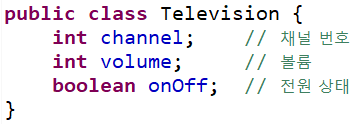 public class Television {
    int channel;    // 채널 번호
    int volume;     // 볼륨
    boolean onOff;  // 전원 상태
}